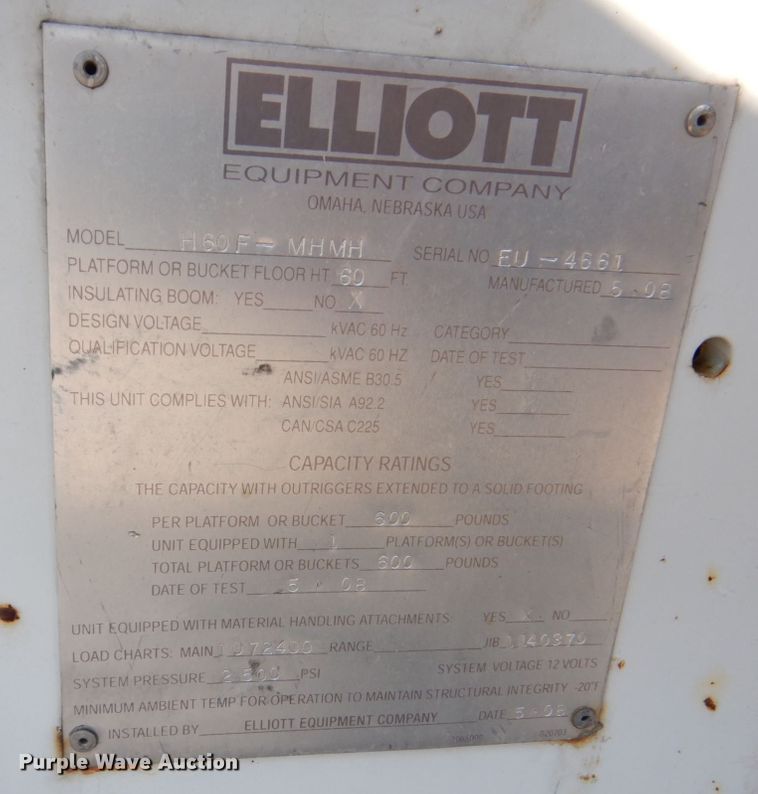 ELLIOTT
EQUIPMENT COMPANY
OMAHA, NEBRASKA USA
MODEL H60F-MHMH SERIAL NO EU-4661
PLATFORM OR BUCKET FLOOR HT 60 FT. MANUFACTURED 5-08
INSULATING BOOM: YES NO X
DESIGN VOLTAGE kVAC 60 Hz CATEGORY
QUALIFICATION VOLTAGE kVAC 60 HZ DATE OF TEST
ANSI/ASME B30.5 YES
THIS UNIT COMPLIES WITH: ANSI/SIA A92.2 YES
CAN/CSA C225 YES
CAPACITY RATINGS
THE CAPACITY WITH OUTRIGGERS EXTENDED TO A SOLID FOOTING
PER PLATFORM OR BUCKET 600 POUNDS
UNIT EQUIPPED WITH 1 PLATFORM(S) OR BUCKET(S)
TOTAL PLATFORM OR BUCKETS 600 POUNDS
DATE OF TEST 5-08
UNIT EQUIPPED WITH MATERIAL HANDLING ATTACHMENTS: YES X NO
LOAD CHARTS: MAIN RANGE JIB
SYSTEM PRESSURE 2,500 PSI SYSTEM VOLTAGE 12 VOLTS
MINIMUM AMBIENT TEMP FOR OPERATION TO MAINTAIN STRUCTURAL INTEGRITY -20°F
INSTALLED BY ELLIOTT EQUIPMENT COMPANY DATE 5-08
020703
Purple Wave Auction